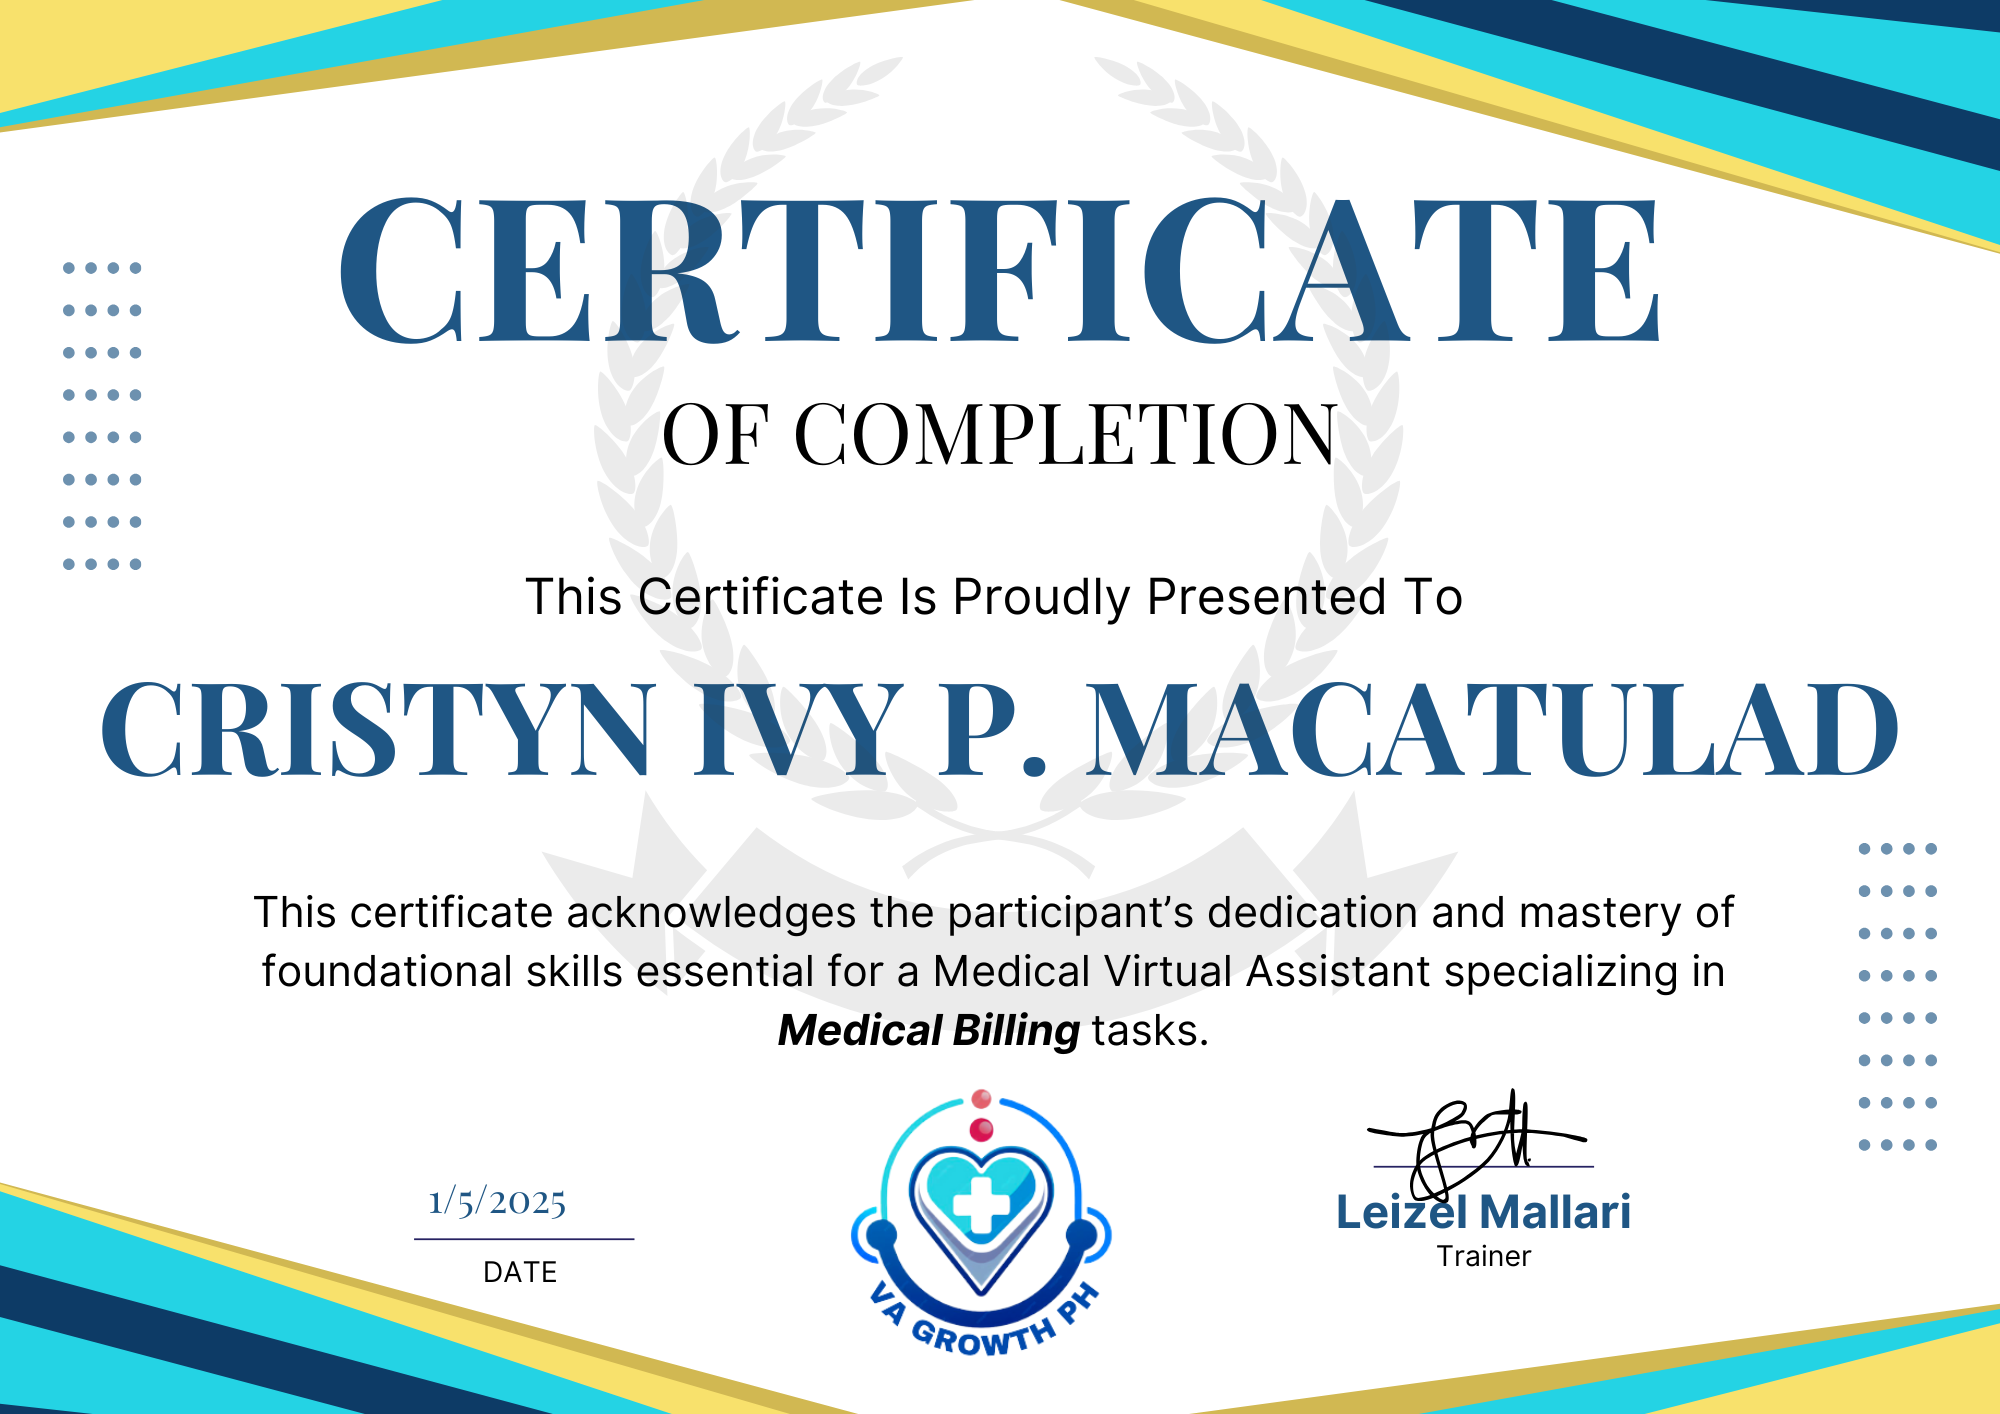 CERTIFICATE
OF COMPLETION
This Certificate Is Proudly Presented To
CRISTYN IVY P. MACATULAD
This certificate acknowledges the participant’s dedication and mastery of
foundational skills essential for a Medical Virtual Assistant specializing in
Medical Billing tasks.
1/5/2025
DATE
VA GROWTH PH
Leizel Mallari
Trainer